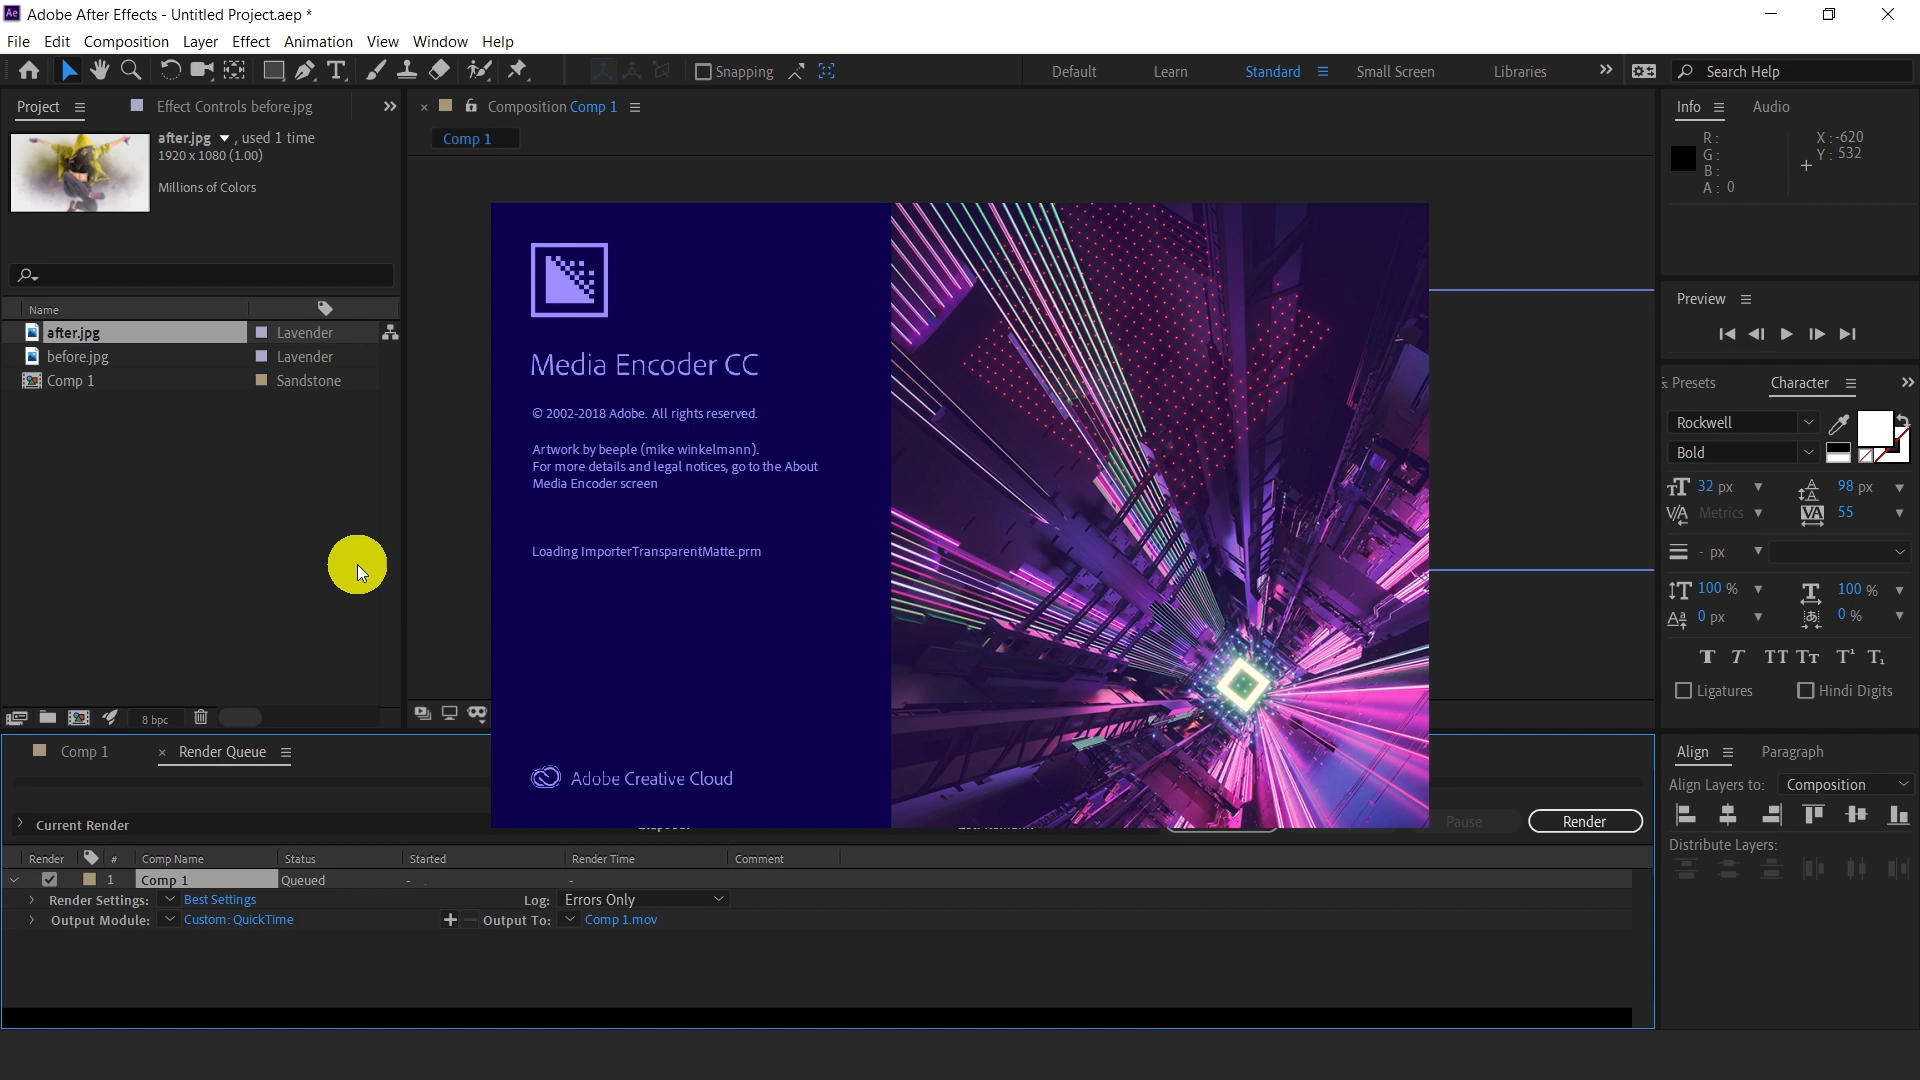 Ae Adobe After Effects - Untitled Project.aep *
File Edit Composition Layer Effect Animation View Window Help
Snapping Default Learn Standard Small Screen Libraries Search Help
Project Effect Controls before.jpg
Composition Comp 1
Info Audio
after.jpg , used 1 time
1920 x 1080 (1.00)
Millions of Colors
Comp 1
R :
G :
B :
A : 0
X : -620
Y : 532
Name
after.jpg Lavender
before.jpg Lavender
Comp 1 Sandstone
8 bpc
Media Encoder CC
© 2002-2018 Adobe. All rights reserved.
Artwork by beeple (mike winkelmann).
For more details and legal notices, go to the About
Media Encoder screen
Loading ImporterTransparentMatte.prm
Adobe Creative Cloud
Preview
Presets Character
Rockwell
Bold
32 px 98 px
Metrics 55
- px
100 % 100 %
0 px 0 %
Ligatures Hindi Digits
Align Paragraph
Align Layers to: Composition
Distribute Layers:
Comp 1 Render Queue
Current Render
Pause Render
Render # Comp Name Status Started Render Time Comment
1 Comp 1 Queued - -
Render Settings: Best Settings Log: Errors Only
Output Module: Custom: QuickTime Output To: Comp 1.mov